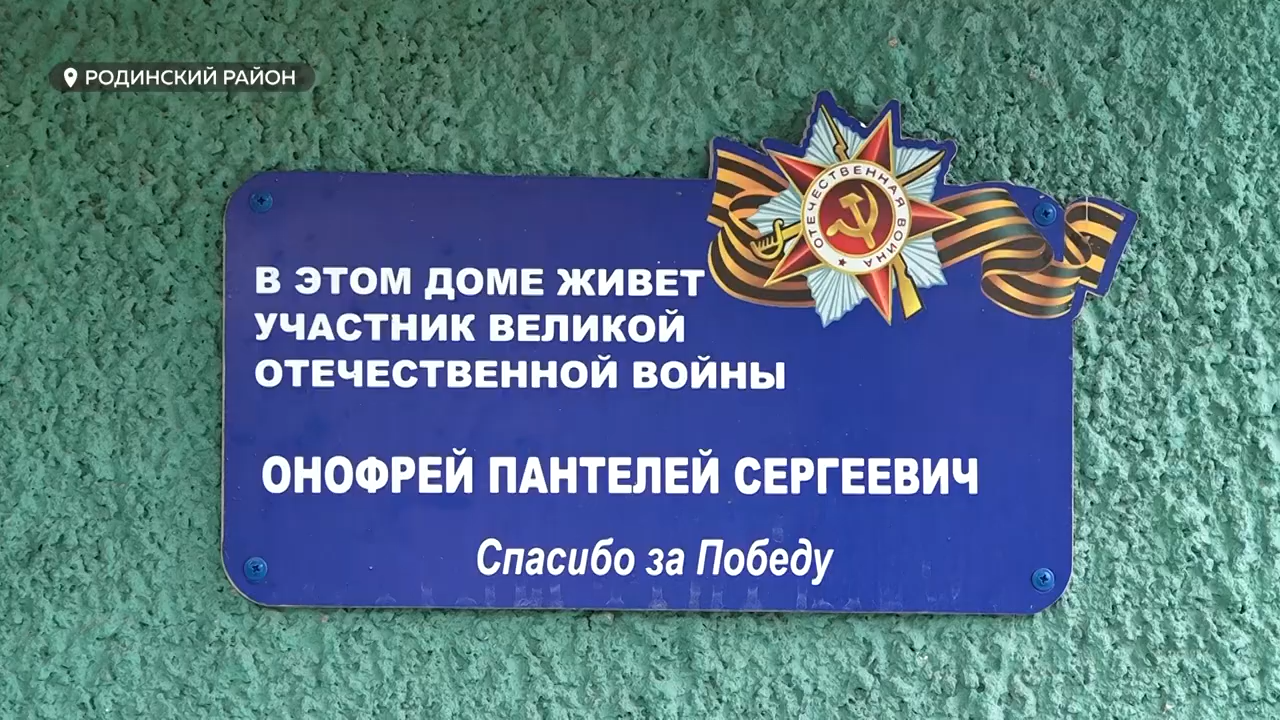 РОДИНСКИЙ РАЙОН
ОТЕЧЕСТВЕННАЯ ВОЙНА
В ЭТОМ ДОМЕ ЖИВЕТ
УЧАСТНИК ВЕЛИКОЙ
ОТЕЧЕСТВЕННОЙ ВОЙНЫ
ОНОФРЕЙ ПАНТЕЛЕЙ СЕРГЕЕВИЧ
Спасибо за Победу